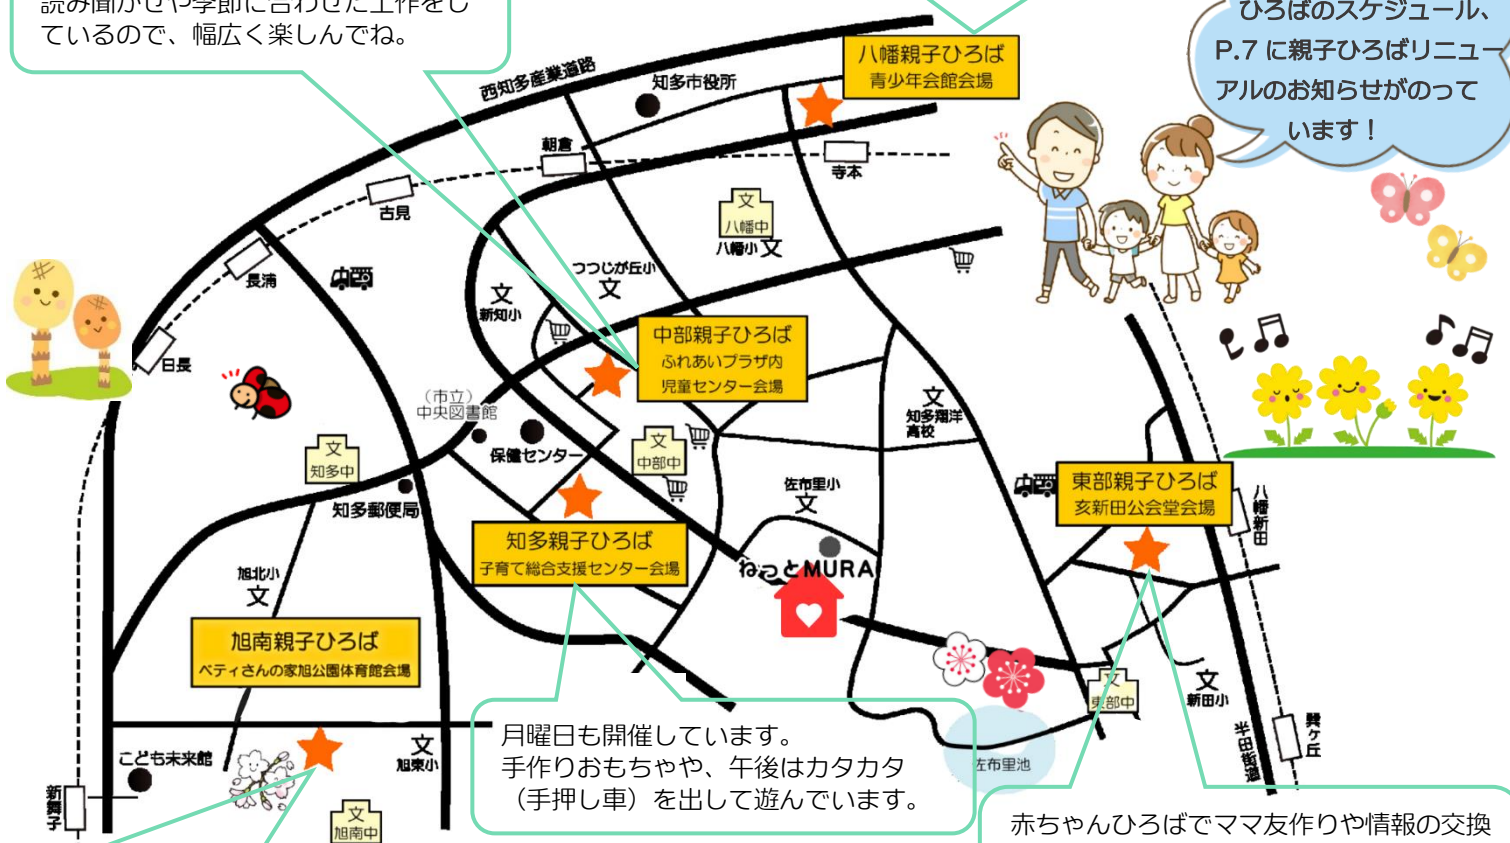 読み聞かせや季節に合わせた工作をし
ているので、幅広く楽しんでね。
ひろばのスケジュール、
P.7 に親子ひろばリニュー
アルのお知らせがのって
います！
西知多産業道路
知多市役所
八幡親子ひろば
青少年会館会場
朝倉
寺本
古見
文
八幡中
八幡小
文
長浦
つつじが丘小
文
文
新知小
日長
中部親子ひろば
ふれあいプラザ内
児童センター会場
（市立）
中央図書館
文
知多翔洋
高校
保健センター
文
中部中
文
知多中
知多郵便局
佐布里小
文
東部親子ひろば
亥新田公会堂会場
八幡新田
知多親子ひろば
子育て総合支援センター会場
ねっとMURA
旭北小
文
旭南親子ひろば
ベティさんの家旭公園体育館会場
文
東部中
文
新田小
巽ヶ丘
半田街道
佐布里池
こども未来館
文
旭東小
新舞子
文
旭南中
月曜日も開催しています。
手作りおもちゃや、午後はカタカタ
（手押し車）を出して遊んでいます。
赤ちゃんひろばでママ友作りや情報の交換